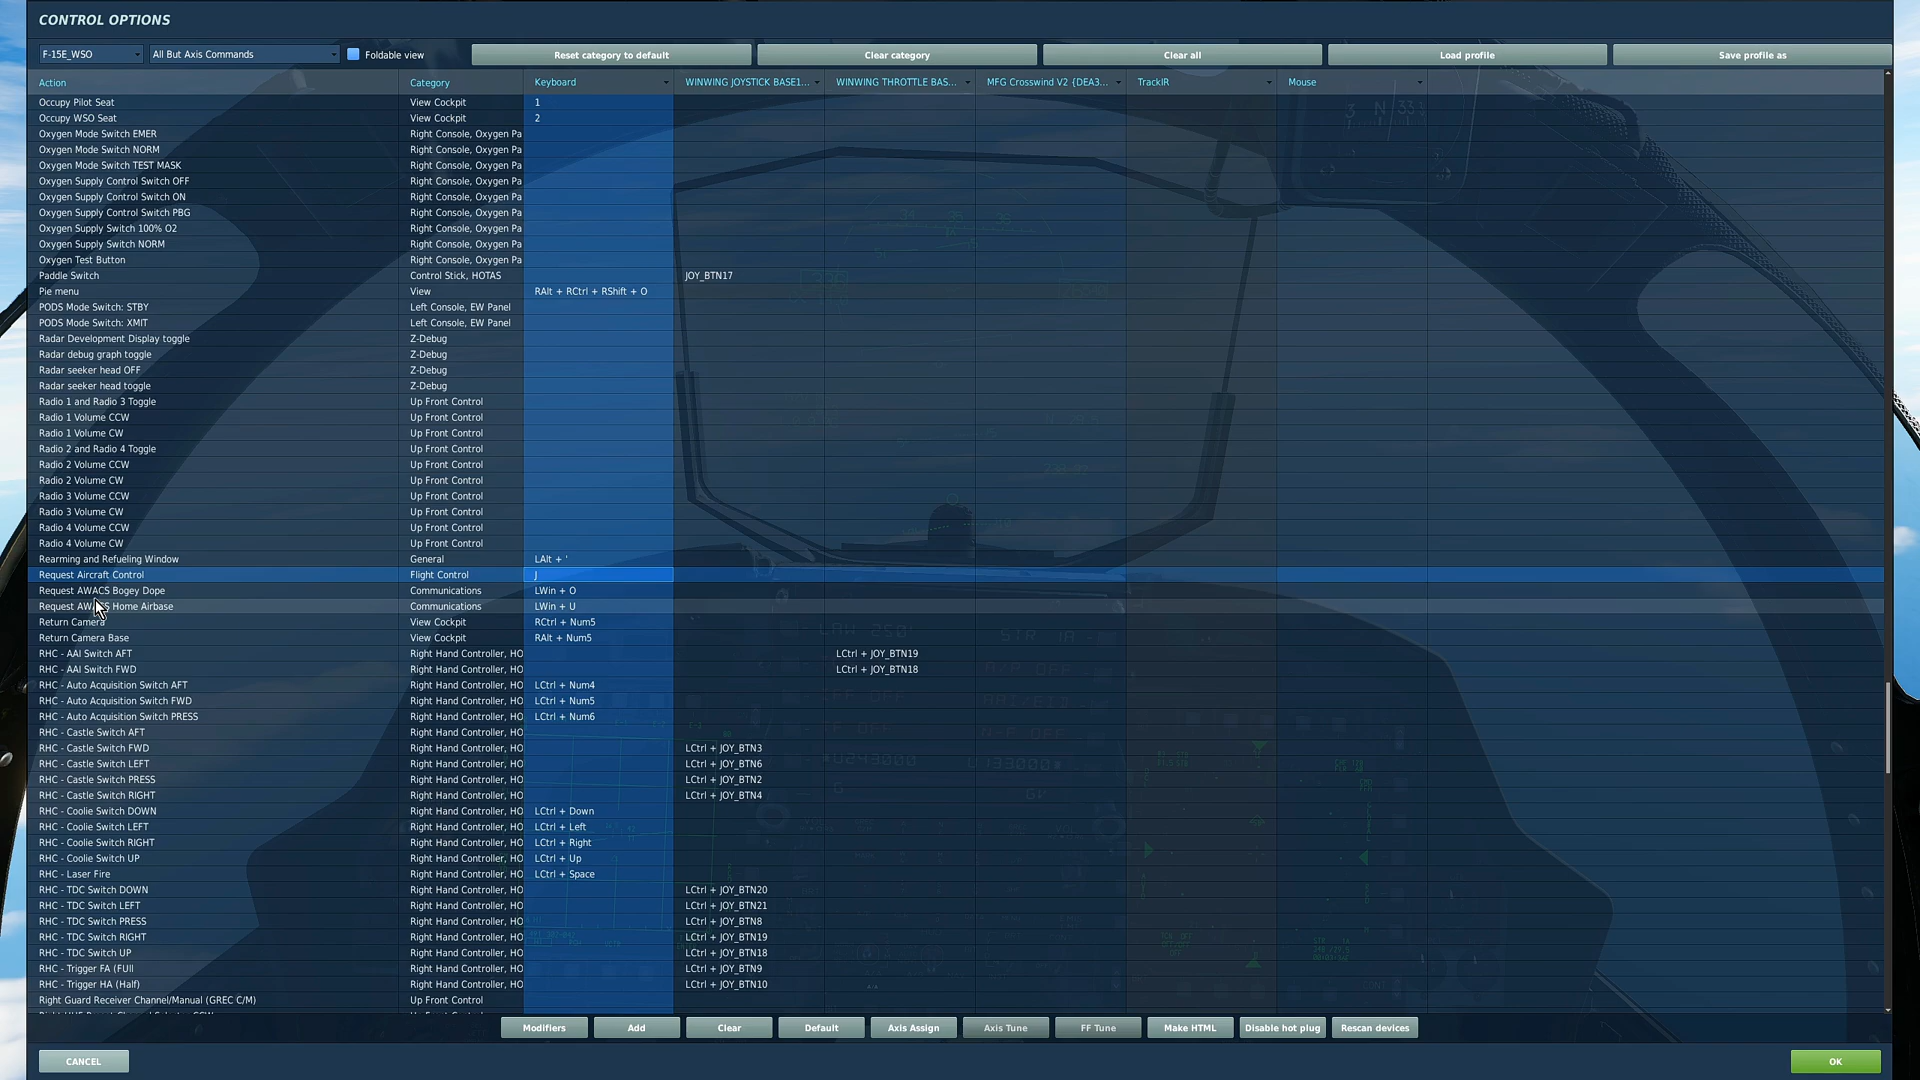 CONTROL OPTIONS
F-15E_WSO All But Axis Commands Foldable view Reset category to default Clear category Clear all Load profile Save profile as
Action Category Keyboard WINWING JOYSTICK BASE1... WINWING THROTTLE BAS... MFG Crosswind V2 {DEA3... TrackIR Mouse
Occupy Pilot Seat View Cockpit 1
Occupy WSO Seat View Cockpit 2
Oxygen Mode Switch EMER Right Console, Oxygen Pa
Oxygen Mode Switch NORM Right Console, Oxygen Pa
Oxygen Mode Switch TEST MASK Right Console, Oxygen Pa
Oxygen Supply Control Switch OFF Right Console, Oxygen Pa
Oxygen Supply Control Switch ON Right Console, Oxygen Pa
Oxygen Supply Control Switch PBG Right Console, Oxygen Pa
Oxygen Supply Switch 100% O2 Right Console, Oxygen Pa
Oxygen Supply Switch NORM Right Console, Oxygen Pa
Oxygen Test Button Right Console, Oxygen Pa
Paddle Switch Control Stick, HOTAS JOY_BTN17
Pie menu View RAlt + RCtrl + RShift + O
PODS Mode Switch: STBY Left Console, EW Panel
PODS Mode Switch: XMIT Left Console, EW Panel
Radar Development Display toggle Z-Debug
Radar debug graph toggle Z-Debug
Radar seeker head OFF Z-Debug
Radar seeker head toggle Z-Debug
Radio 1 and Radio 3 Toggle Up Front Control
Radio 1 Volume CCW Up Front Control
Radio 1 Volume CW Up Front Control
Radio 2 and Radio 4 Toggle Up Front Control
Radio 2 Volume CCW Up Front Control
Radio 2 Volume CW Up Front Control
Radio 3 Volume CCW Up Front Control
Radio 3 Volume CW Up Front Control
Radio 4 Volume CCW Up Front Control
Radio 4 Volume CW Up Front Control
Rearming and Refueling Window General LAlt + '
Request Aircraft Control Flight Control J
Request AWACS Bogey Dope Communications LWin + O
Request AWACS Home Airbase Communications LWin + U
Return Camera View Cockpit RCtrl + Num5
Return Camera Base View Cockpit RAlt + Num5
RHC - AAI Switch AFT Right Hand Controller, HO LCtrl + JOY_BTN19
RHC - AAI Switch FWD Right Hand Controller, HO LCtrl + JOY_BTN18
RHC - Auto Acquisition Switch AFT Right Hand Controller, HO LCtrl + Num4
RHC - Auto Acquisition Switch FWD Right Hand Controller, HO LCtrl + Num5
RHC - Auto Acquisition Switch PRESS Right Hand Controller, HO LCtrl + Num6
RHC - Castle Switch AFT Right Hand Controller, HO
RHC - Castle Switch FWD Right Hand Controller, HO LCtrl + JOY_BTN3
RHC - Castle Switch LEFT Right Hand Controller, HO LCtrl + JOY_BTN6
RHC - Castle Switch PRESS Right Hand Controller, HO LCtrl + JOY_BTN2
RHC - Castle Switch RIGHT Right Hand Controller, HO LCtrl + JOY_BTN4
RHC - Coolie Switch DOWN Right Hand Controller, HO LCtrl + Down
RHC - Coolie Switch LEFT Right Hand Controller, HO LCtrl + Left
RHC - Coolie Switch RIGHT Right Hand Controller, HO LCtrl + Right
RHC - Coolie Switch UP Right Hand Controller, HO LCtrl + Up
RHC - Laser Fire Right Hand Controller, HO LCtrl + Space
RHC - TDC Switch DOWN Right Hand Controller, HO LCtrl + JOY_BTN20
RHC - TDC Switch LEFT Right Hand Controller, HO LCtrl + JOY_BTN21
RHC - TDC Switch PRESS Right Hand Controller, HO LCtrl + JOY_BTN8
RHC - TDC Switch RIGHT Right Hand Controller, HO LCtrl + JOY_BTN19
RHC - TDC Switch UP Right Hand Controller, HO LCtrl + JOY_BTN18
RHC - Trigger FA (FUll Right Hand Controller, HO LCtrl + JOY_BTN9
RHC - Trigger HA (Half) Right Hand Controller, HO LCtrl + JOY_BTN10
Right Guard Receiver Channel/Manual (GREC C/M) Up Front Control
Modifiers Add Clear Default Axis Assign Axis Tune FF Tune Make HTML Disable hot plug Rescan devices
CANCEL OK